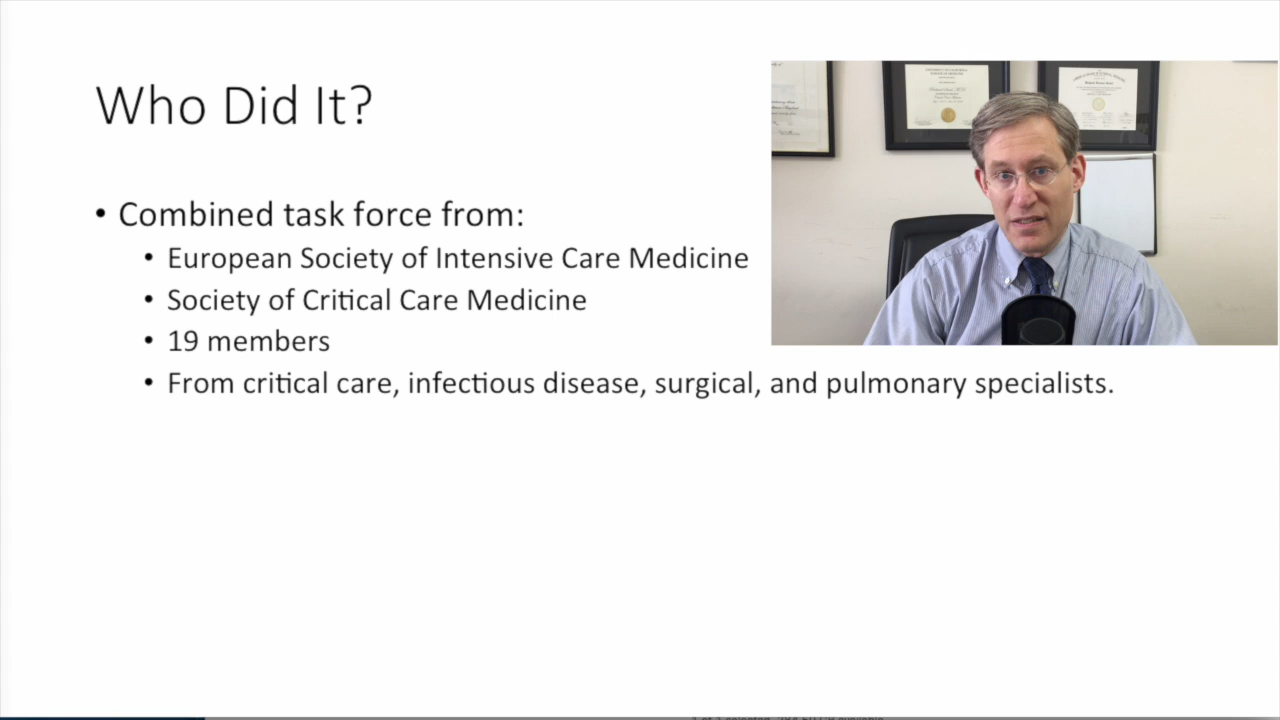 Who Did It?
• Combined task force from:
• European Society of Intensive Care Medicine
• Society of Critical Care Medicine
• 19 members
• From critical care, infectious disease, surgical, and pulmonary specialists.